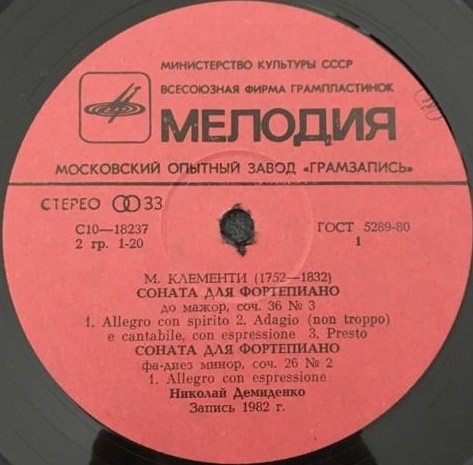 МИНИСТЕРСТВО КУЛЬТУРЫ СССР
ВСЕСОЮЗНАЯ ФИРМА ГРАМПЛАСТИНОК
МЕЛОДИЯ
МОСКОВСКИЙ ОПЫТНЫЙ ЗАВОД «ГРАМЗАПИСЬ»
СТЕРЕО 33
С10—18237 ГОСТ 5289-80
2 гр. 1-20 1
М. КЛЕМЕНТИ (1752—1832)
СОНАТА ДЛЯ ФОРТЕПИАНО
до мажор, соч. 36 № 3
1. Allegro con spirito 2. Adagio (non troppo)
e cantabile, con espressione 3. Presto
СОНАТА ДЛЯ ФОРТЕПИАНО
фа-диез минор, соч. 26 № 2
1. Allegro con espressione
Николай Демиденко
Запись 1982 г.